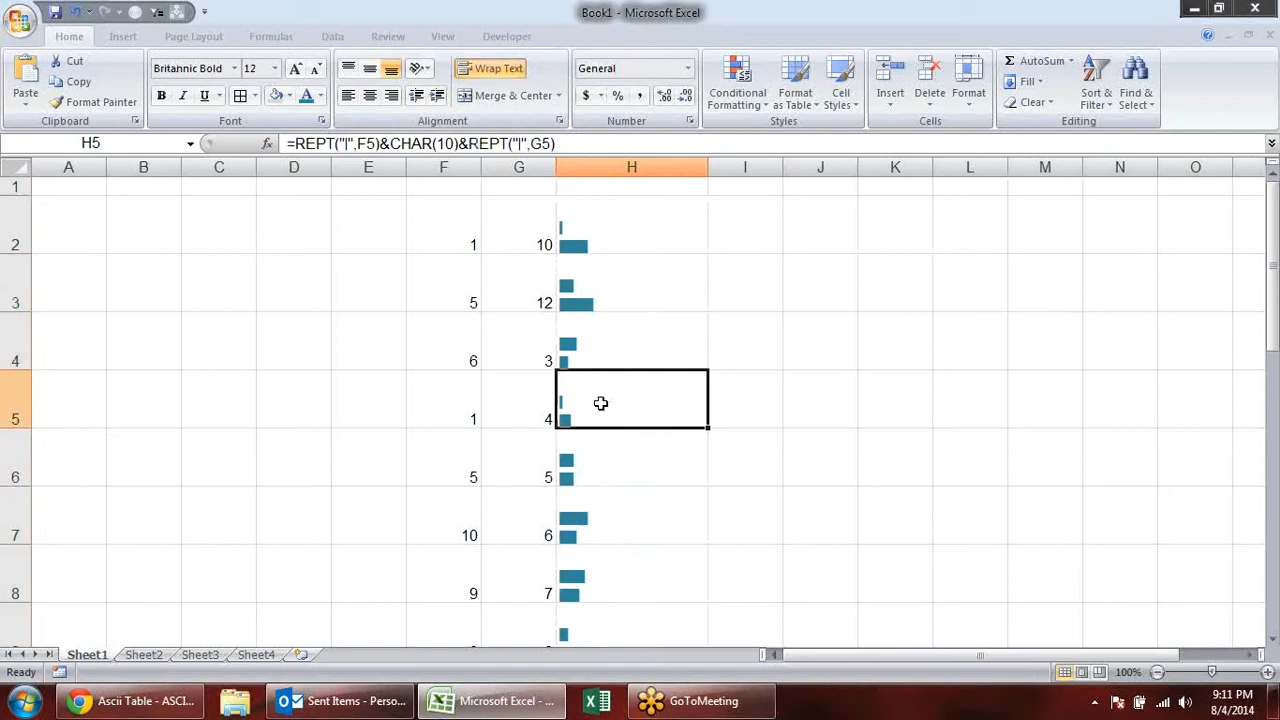 Book1 - Microsoft Excel
Home Insert Page Layout Formulas Data Review View Developer
Paste
Cut
Copy
Format Painter
Clipboard
Britannic Bold 12
Font
Wrap Text
Merge & Center
Alignment
General
$ % ,
Number
Conditional Formatting
Format as Table
Cell Styles
Styles
Insert
Delete
Format
Cells
AutoSum
Fill
Clear
Sort & Filter
Find & Select
Editing
H5
fx =REPT("|",F5)&CHAR(10)&REPT("|",G5)
A B C D E F G H I J K L M N O
1
2 1 10
3 5 12
4 6 3
5 1 4
6 5 5
7 10 6
8 9 7
Sheet1 Sheet2 Sheet3 Sheet4
Ready 100%
Ascii Table - ASCI...
Sent Items - Perso...
Microsoft Excel - ...
GoToMeeting
9:11 PM
8/4/2014